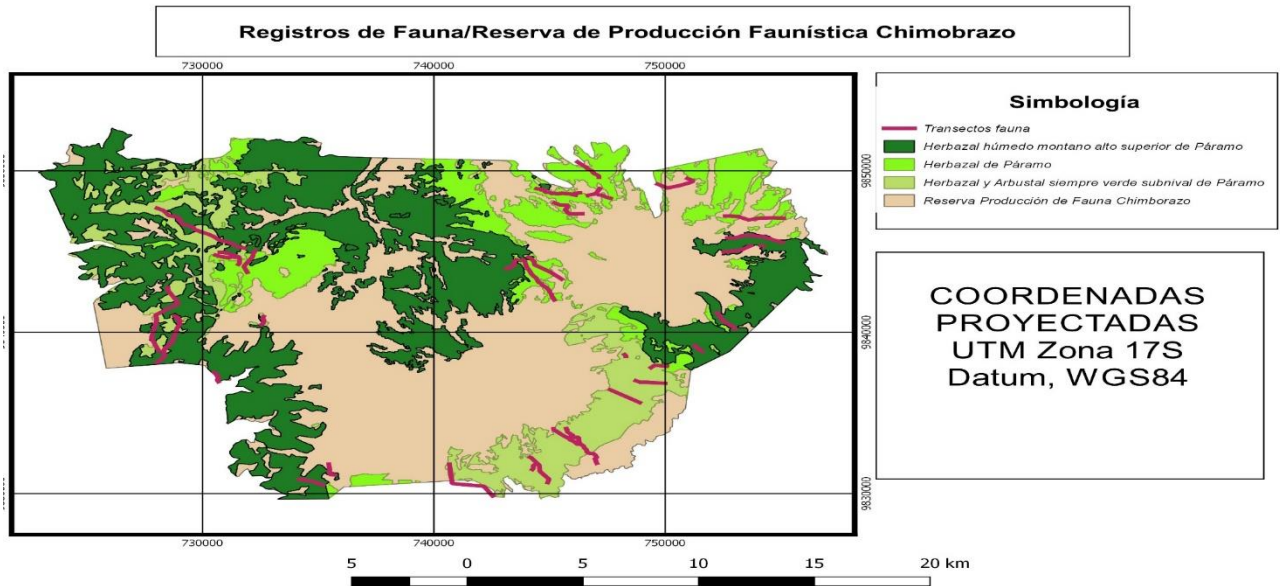 Registros de Fauna/Reserva de Producción Faunística Chimobrazo
730000 740000 750000
Simbología
Transectos fauna
Herbazal húmedo montano alto superior de Páramo
Herbazal de Páramo
Herbazal y Arbustal siempre verde subnival de Páramo
Reserva Producción de Fauna Chimborazo
9850000
9840000
9830000
COORDENADAS
PROYECTADAS
UTM Zona 17S
Datum, WGS84
730000 740000 750000
5 0 5 10 15 20 km